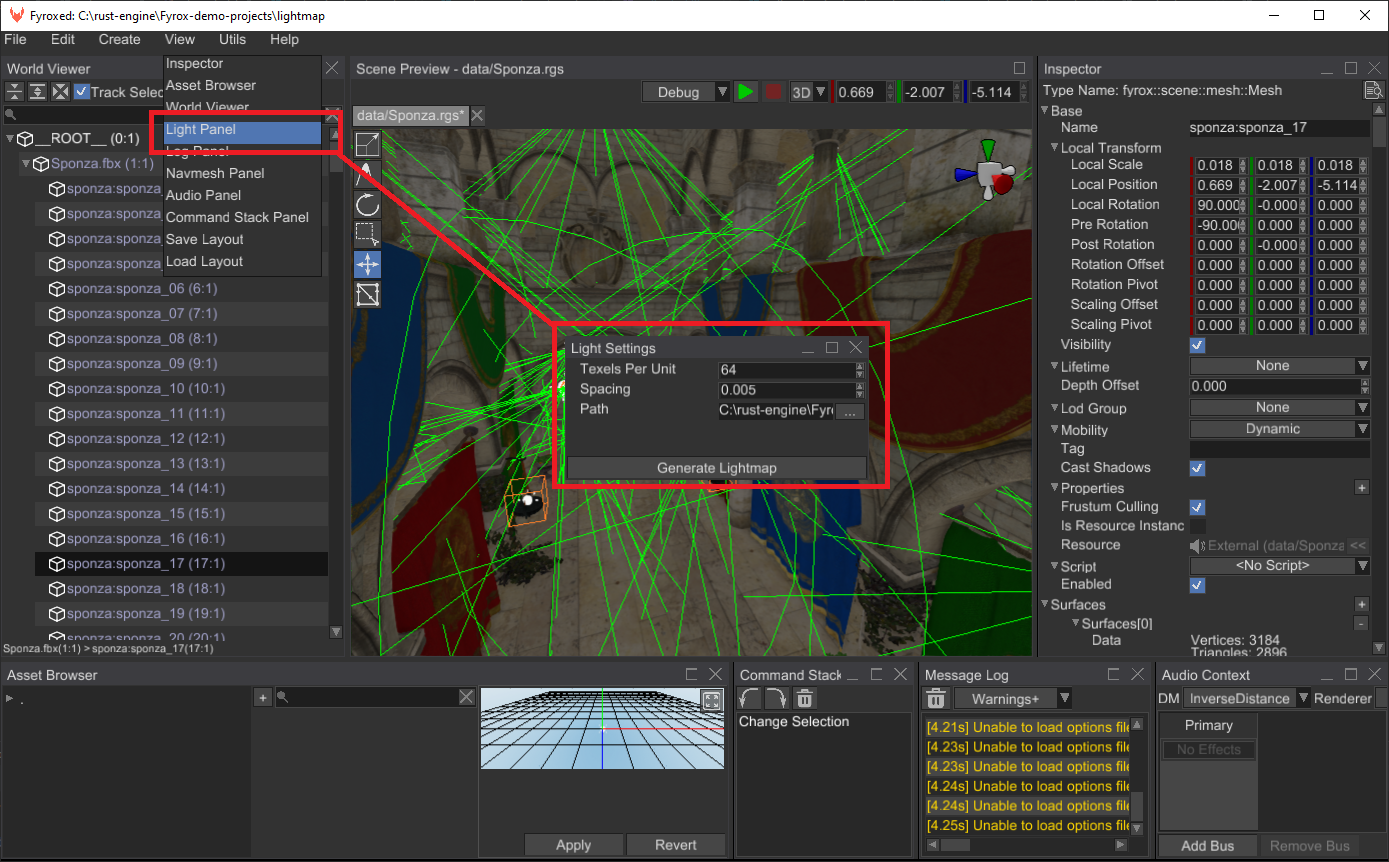 Fyroxed: C:\rust-engine\Fyrox-demo-projects\lightmap
File Edit Create View Utils Help
World Viewer
Track Selec
__ROOT__ (0:1)
Sponza.fbx (1:1)
sponza:sponza_
sponza:sponza_
sponza:sponza_
sponza:sponza_
sponza:sponza_06 (6:1)
sponza:sponza_07 (7:1)
sponza:sponza_08 (8:1)
sponza:sponza_09 (9:1)
sponza:sponza_10 (10:1)
sponza:sponza_11 (11:1)
sponza:sponza_12 (12:1)
sponza:sponza_13 (13:1)
sponza:sponza_14 (14:1)
sponza:sponza_15 (15:1)
sponza:sponza_16 (16:1)
sponza:sponza_17 (17:1)
sponza:sponza_18 (18:1)
sponza:sponza_19 (19:1)
sponza:sponza_20 (20:1)
Sponza.fbx(1:1) > sponza:sponza_17(17:1)
Inspector
Asset Browser
World Viewer
Light Panel
Log Panel
Navmesh Panel
Audio Panel
Command Stack Panel
Save Layout
Load Layout
Scene Preview - data/Sponza.rgs
Debug 3D 0.669 -2.007 -5.114
data/Sponza.rgs*
Light Settings
Texels Per Unit 64
Spacing 0.005
Path C:\rust-engine\Fyro ...
Generate Lightmap
Inspector
Type Name: fyrox::scene::mesh::Mesh
Base
Name sponza:sponza_17
Local Transform
Local Scale 0.018 0.018 0.018
Local Position 0.669 -2.007 -5.114
Local Rotation 90.000 -0.000 0.000
Pre Rotation -90.00 0.000 0.000
Post Rotation 0.000 -0.000 0.000
Rotation Offset 0.000 0.000 0.000
Rotation Pivot 0.000 0.000 0.000
Scaling Offset 0.000 0.000 0.000
Scaling Pivot 0.000 0.000 0.000
Visibility
Lifetime None
Depth Offset 0.000
Lod Group None
Mobility Dynamic
Tag
Cast Shadows
Properties +
Frustum Culling
Is Resource Instanc
Resource External (data/Sponza <<
Script <No Script>
Enabled
Surfaces +
Surfaces[0] -
Data Vertices: 3184
Triangles: 2896
Asset Browser
.
+
Apply Revert
Command Stack
Change Selection
Message Log
Warnings+
[4.21s] Unable to load options file
[4.23s] Unable to load options file
[4.23s] Unable to load options file
[4.24s] Unable to load options file
[4.24s] Unable to load options file
[4.25s] Unable to load options file
Audio Context
DM InverseDistance Renderer
Primary
No Effects
Add Bus Remove Bus